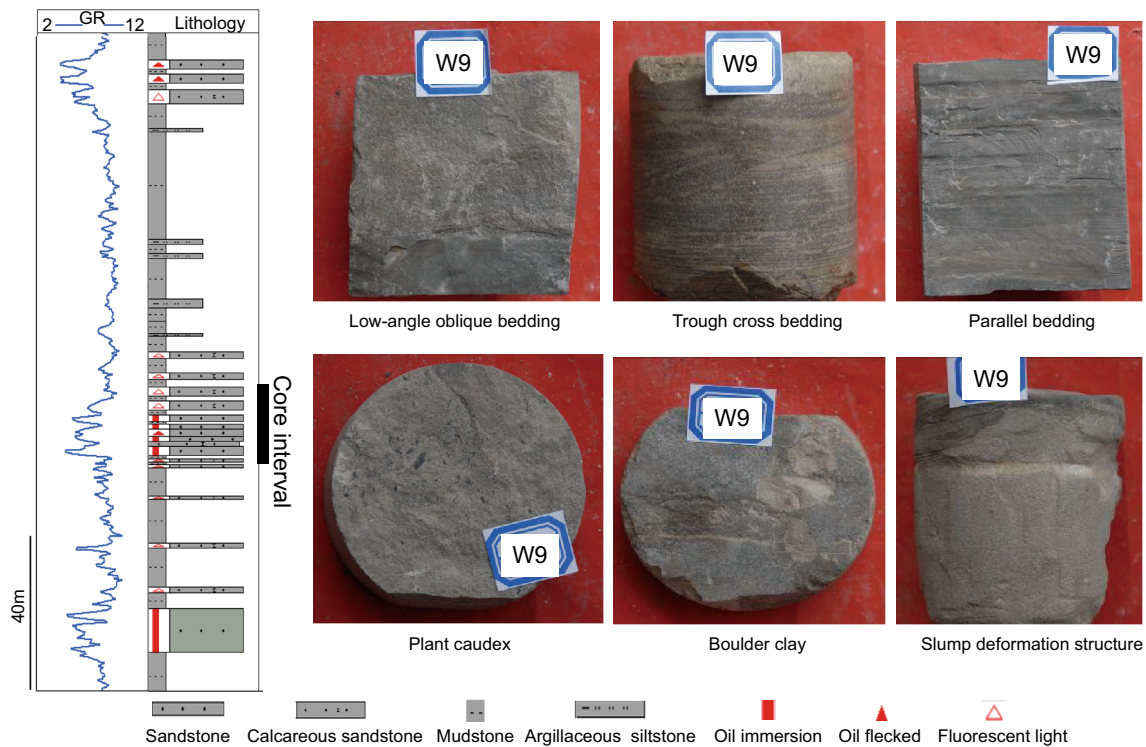 2 GR 12 Lithology
W9
W9
W9
Low-angle oblique bedding
Trough cross bedding
Parallel bedding
Core interval
W9
W9
W9
40m
Plant caudex
Boulder clay
Slump deformation structure
Sandstone
Calcareous sandstone
Mudstone
Argillaceous siltstone
Oil immersion
Oil flecked
Fluorescent light